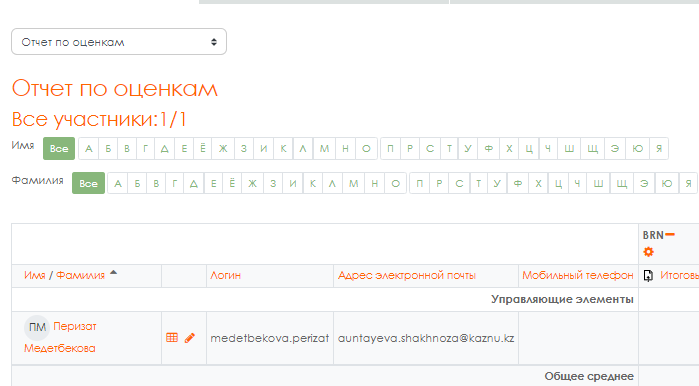 Отчет по оценкам
Отчет по оценкам
Все участники:1/1
Имя Все А Б В Г Д Е Ё Ж З И К Л М Н О П Р С Т У Ф Х Ц Ч Ш Щ Э Ю Я
Фамилия Все А Б В Г Д Е Ё Ж З И К Л М Н О П Р С Т У Ф Х Ц Ч Ш Щ Э Ю Я
BRN
Имя / Фамилия Логин Адрес электронной почты Мобильный телефон Итоговы
Управляющие элементы
ПМ Перизат
Медетбекова
medetbekova.perizat auntayeva.shakhnoza@kaznu.kz
Общее среднее